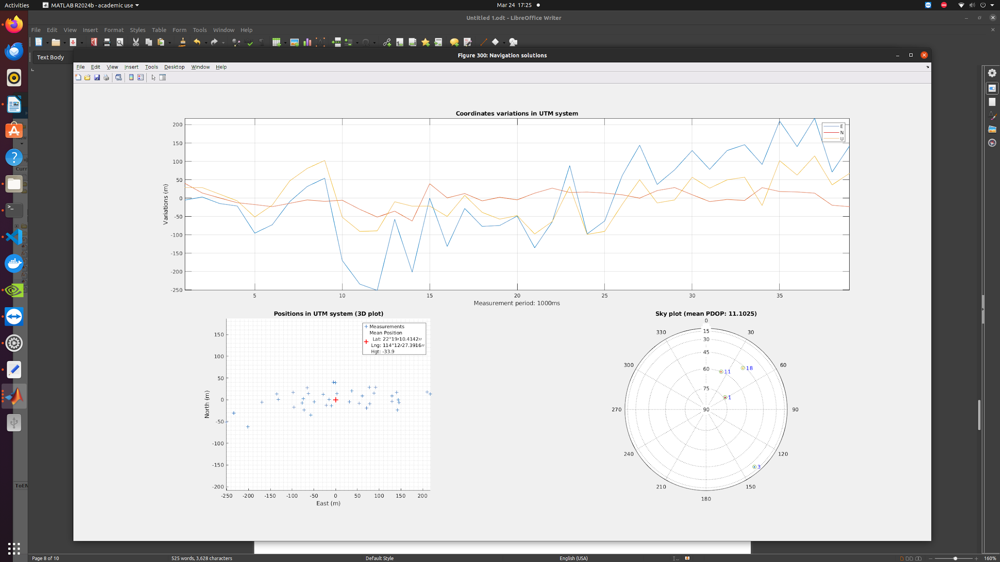 Activities MATLAB R2024b - academic use Mar 24 17:25
Untitled 1.odt - LibreOffice Writer
File Edit View Insert Format Styles Table Form Tools Window Help
Text Body
Figure 300: Navigation solutions
File Edit View Insert Tools Desktop Window Help
Coordinates variations in UTM system
200
150
100
50
0
-50
-100
-150
-200
-250
Variations (m)
E
N
U
5 10 15 20 25 30 35
Measurement period: 1000ms
Positions in UTM system (3D plot)
150
100
50
0
-50
-100
-150
-200
North (m)
Measurements
Mean Position
Lat: 22°19′10.4142′′
Lng: 114°12′27.3916′′
Hgt: -33.9
-250 -200 -150 -100 -50 0 50 100 150 200
East (m)
Sky plot (mean PDOP: 11.1025)
0
330 15 30
30
45
300 60 60
11 18
75
1
270 90 90
240 120
3
210 150
180
Curr
ToEN
Page 8 of 10 525 words, 3,628 characters Default Style English (USA) 160%